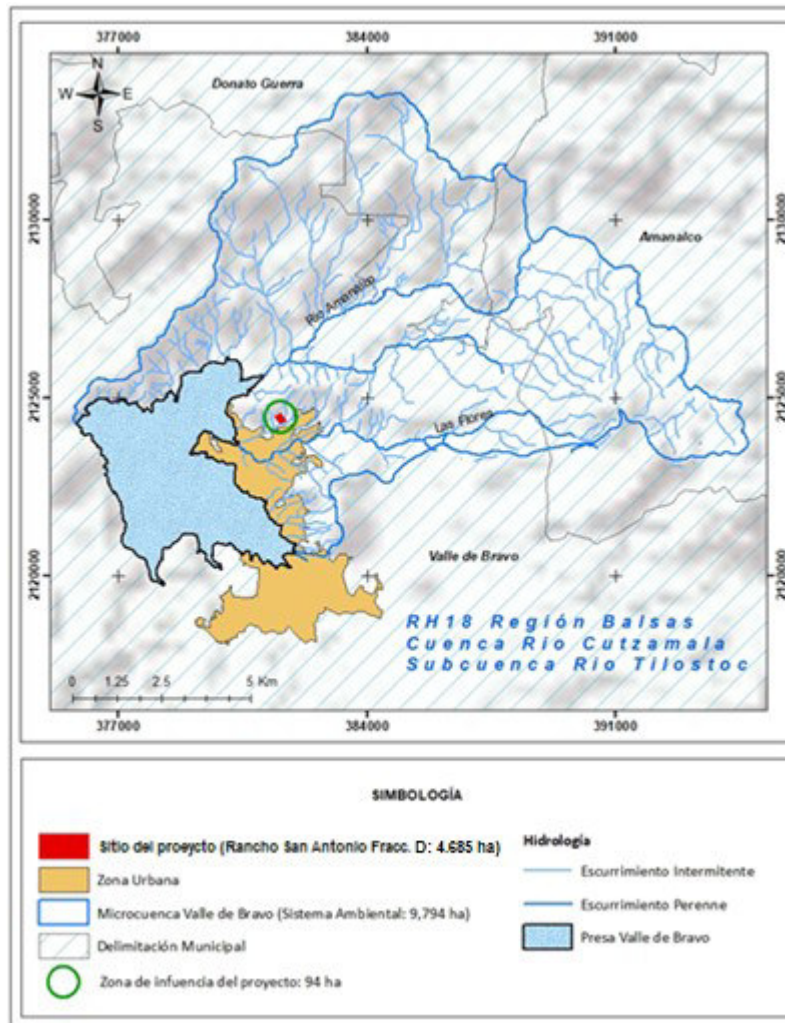 377000 384000 391000
N
W E
S
Donato Guerra
2130000 2130000
Amanalco
Rio Amanalco
2125000 2125000
Las Flores
Valle de Bravo
2120000 2120000
RH18 Región Balsas
Cuenca Rio Cutzamala
Subcuenca Rio Tilostoc
0 1.25 2.5 5 Km
377000 384000 391000
SIMBOLOGÍA
Sitio del proeycto (Rancho San Antonio Fracc. D: 4.685 ha)
Zona Urbana
Microcuenca Valle de Bravo (Sistema Ambiental: 9,794 ha)
Delimitación Municipal
Zona de infuencia del proyecto: 94 ha
Hidrología
Escurrimiento Intermitente
Escurrimiento Perenne
Presa Valle de Bravo